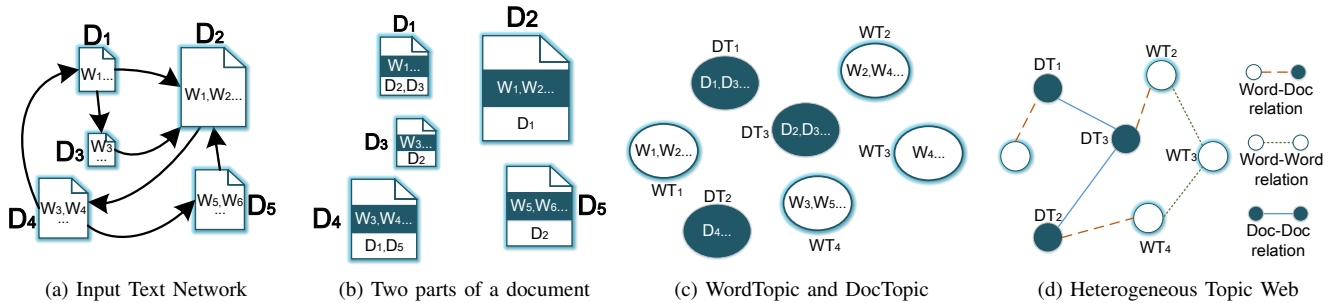 D1
W1...
D2
W1,W2...
D3
W3
...
D4
W3,W4
...
D5
W5,W6
...
(a) Input Text Network
D1
W1...
D2,D3
D2
W1,W2...
D1
D3
W3...
D2
D4
W3,W4...
D1,D5
D5
W5,W6...
D2
(b) Two parts of a document
DT1
D1,D3...
WT2
W2,W4...
DT3
D2,D3...
W1,W2...
WT1
WT3
W4...
DT2
D4...
W3,W5...
WT4
(c) WordTopic and DocTopic
DT1
WT2
DT3
WT3
DT2
WT4
Word-Doc
relation
Word-Word
relation
Doc-Doc
relation
(d) Heterogeneous Topic Web